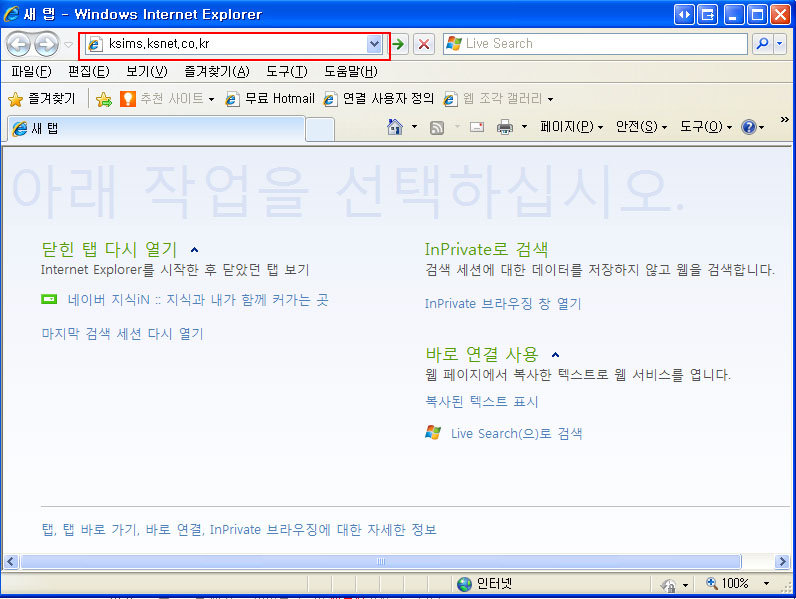 새 탭 - Windows Internet Explorer
ksims,ksnet,co,kr
Live Search
파일(F) 편집(E) 보기(V) 즐겨찾기(A) 도구(T) 도움말(H)
즐겨찾기 추천 사이트 무료 Hotmail 연결 사용자 정의 웹 조각 갤러리
새 탭 페이지(P) 안전(S) 도구(O) »
아래 작업을 선택하십시오.
닫힌 탭 다시 열기
Internet Explorer를 시작한 후 닫았던 탭 보기
네이버 지식iN :: 지식과 내가 함께 커가는 곳
마지막 검색 세션 다시 열기
InPrivate로 검색
검색 세션에 대한 데이터를 저장하지 않고 웹을 검색합니다.
InPrivate 브라우징 창 열기
바로 연결 사용
웹 페이지에서 복사한 텍스트로 웹 서비스를 엽니다.
복사된 텍스트 표시
Live Search(으)로 검색
탭, 탭 바로 가기, 바로 연결, InPrivate 브라우징에 대한 자세한 정보
인터넷
100%